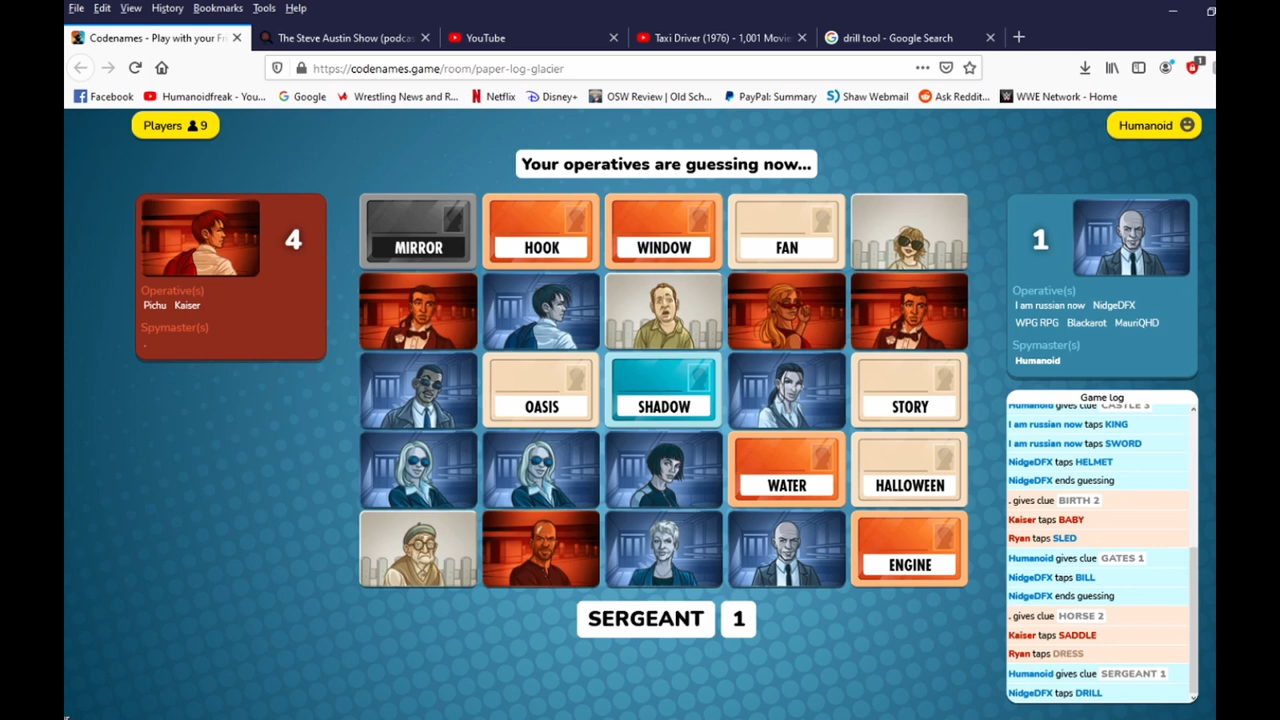 File Edit View History Bookmarks Tools Help
Codenames - Play with your Fri
The Steve Austin Show (podcas
YouTube
Taxi Driver (1976) - 1,001 Movie
drill tool - Google Search
https://codenames.game/room/paper-log-glacier
Facebook
Humanoidfreak - You...
Google
Wrestling News and R...
Netflix
Disney+
OSW Review | Old Sch...
PayPal: Summary
Shaw Webmail
Ask Reddit...
WWE Network - Home
Players 9
Humanoid
Your operatives are guessing now...
4
Operative(s)
Pichu Kaiser
Spymaster(s)
.
MIRROR
HOOK
WINDOW
FAN
OASIS
SHADOW
STORY
WATER
HALLOWEEN
ENGINE
SERGEANT 1
1
Operative(s)
I am russian now NidgeDFX
WPG RPG Blackarot MauriQHD
Spymaster(s)
Humanoid
Game log
Humanoid gives clue CASTLE 3
I am russian now taps KING
I am russian now taps SWORD
NidgeDFX taps HELMET
NidgeDFX ends guessing
. gives clue BIRTH 2
Kaiser taps BABY
Ryan taps SLED
Humanoid gives clue GATES 1
NidgeDFX taps BILL
NidgeDFX ends guessing
. gives clue HORSE 2
Kaiser taps SADDLE
Ryan taps DRESS
Humanoid gives clue SERGEANT 1
NidgeDFX taps DRILL